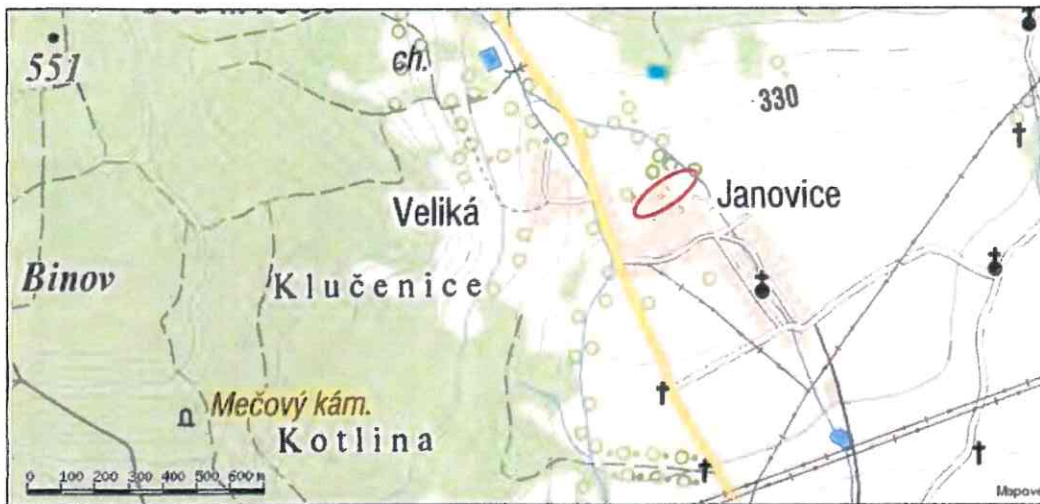 551
ch.
330
Veliká
Janovice
Binov
Klučenice
Mečový kám.
Kotlina
0 100 200 300 400 500 600 m